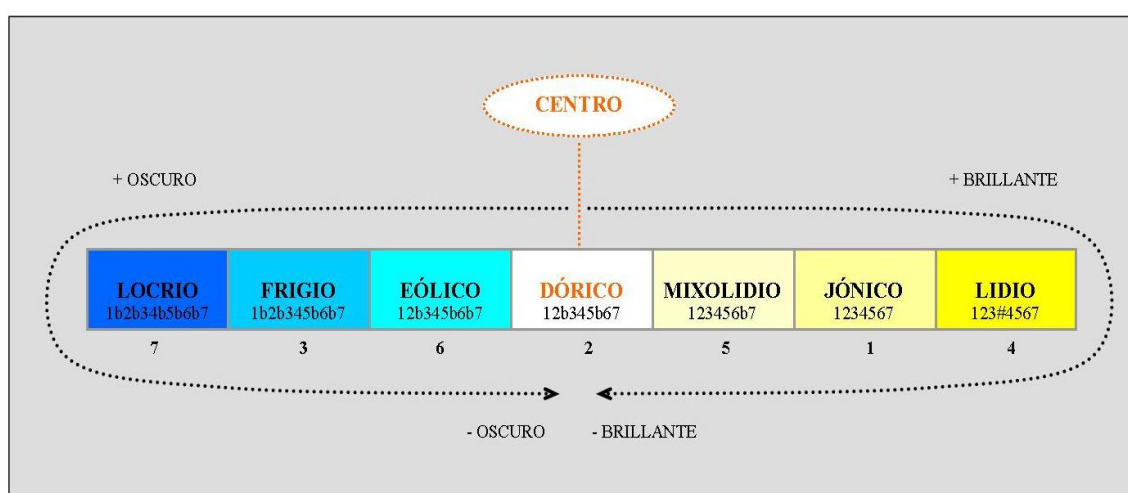 CENTRO
+ OSCURO
+ BRILLANTE
LOCRIO
1b2b34b5b6b7
FRIGIO
1b2b345b6b7
EÓLICO
12b345b6b7
DÓRICO
12b345b67
MIXOLIDIO
123456b7
JÓNICO
1234567
LIDIO
123#4567
7
3
6
2
5
1
4
- OSCURO
- BRILLANTE